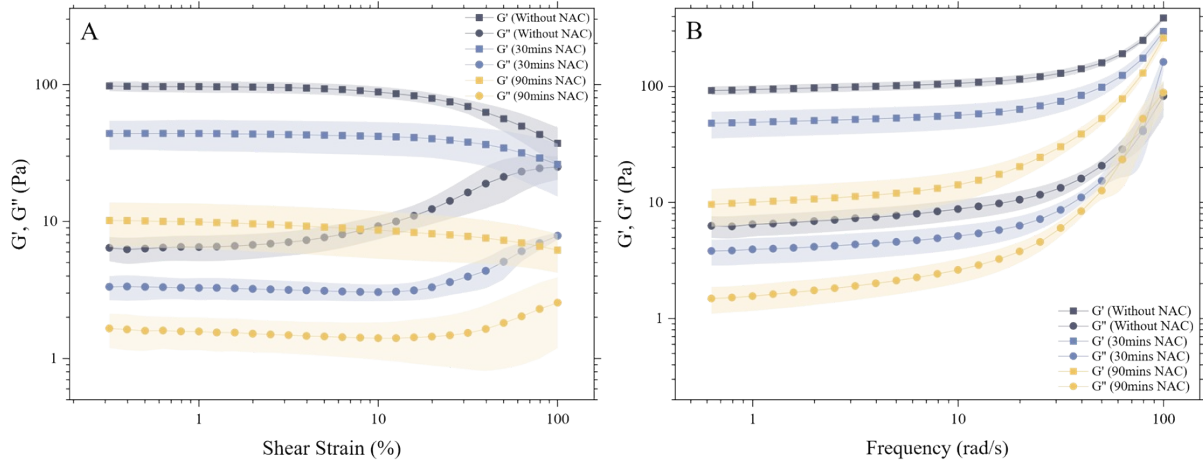 A
G' (Without NAC)
G" (Without NAC)
G' (30mins NAC)
G" (30mins NAC)
G' (90mins NAC)
G" (90mins NAC)
100
10
1
G', G" (Pa)
1
10
100
Shear Strain (%)
B
100
10
1
G', G" (Pa)
G' (Without NAC)
G" (Without NAC)
G' (30mins NAC)
G" (30mins NAC)
G' (90mins NAC)
G" (90mins NAC)
1
10
100
Frequency (rad/s)